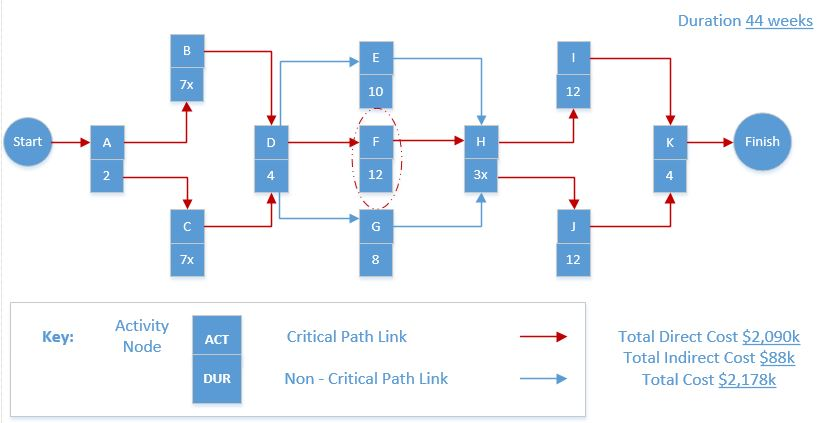 Duration 44 weeks
B
7x
E
10
I
12
Start
A
2
D
4
F
12
H
3x
K
4
Finish
C
7x
G
8
J
12
Key:
Activity
Node
ACT
DUR
Critical Path Link
Non - Critical Path Link
Total Direct Cost $2,090k
Total Indirect Cost $88k
Total Cost $2,178k